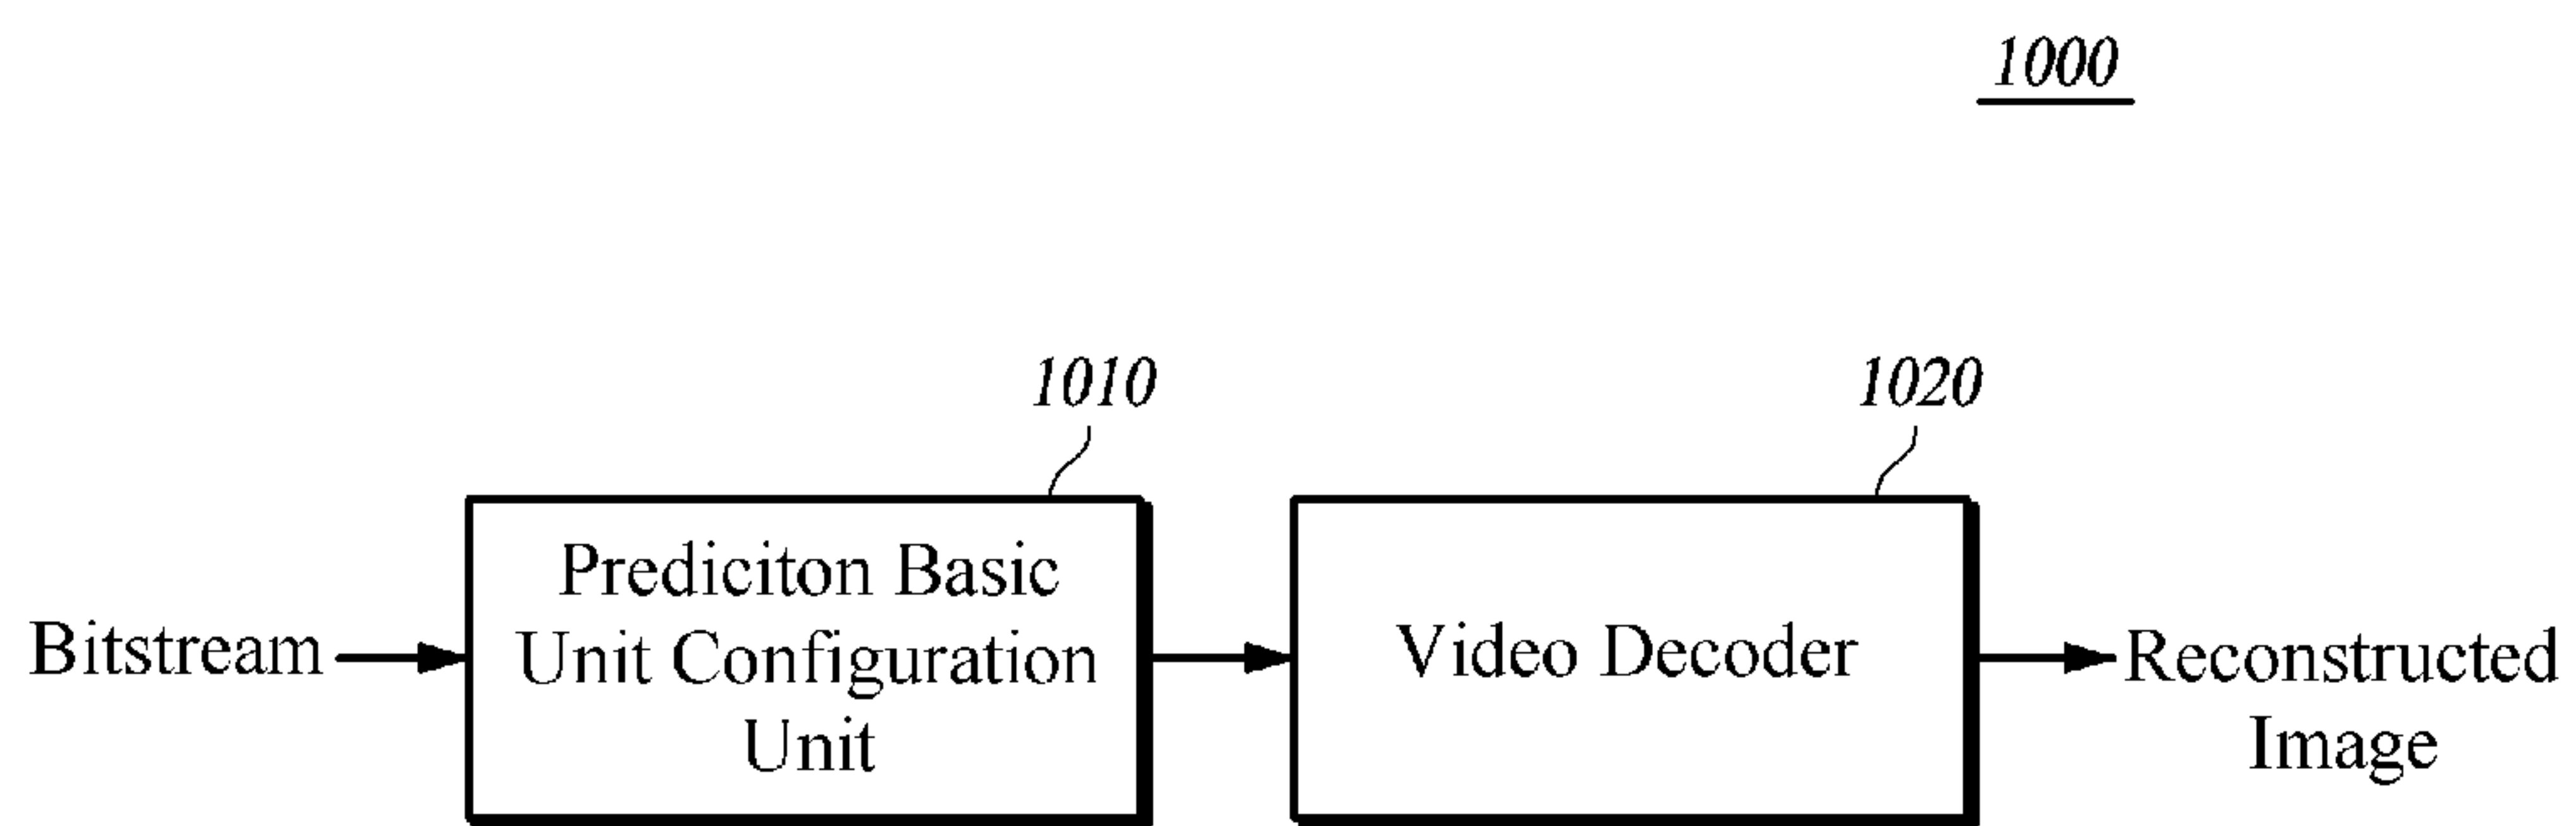 1000
1010
1020
Prediciton Basic
Unit Configuration
Unit
Bitstream
Video Decoder
Reconstructed
Image